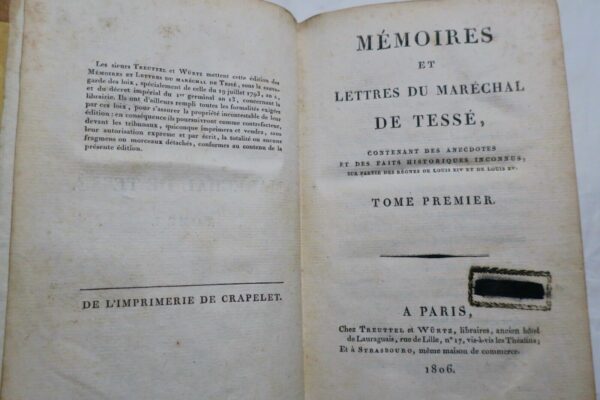 Les sieurs Treuttel et Würtz mettent cette édition des
Mémoires et Lettres du maréchal de Tessé, sous la sauve-
garde des loix, spécialement de celle du 19 juillet 1793, an 2,
et du décret impérial du 1er germinal an 13, concernant la
librairie. Ils ont d'ailleurs rempli toutes les formalités exigées
par ces loix, pour s'assurer la propriété incontestable de leur
édition : en conséquence ils poursuivront comme contrefacteur,
devant les tribunaux, quiconque imprimera et vendra, sans
leur autorisation expresse et par écrit, la totalité ou aucuns
fragmens ou morceaux détachés, conformes au contenu de la
présente édition.
DE L'IMPRIMERIE DE CRAPELET.
MÉMOIRES
ET
LETTRES DU MARÉCHAL
DE TESSÉ,
CONTENANT DES ANECDOTES
ET DES FAITS HISTORIQUES INCONNUS,
SUR PARTIE DES RÈGNES DE LOUIS XIV ET DE LOUIS XV.
TOME PREMIER.
A PARIS,
Chez Treuttel et Würtz, libraires, ancien hôtel
de Lauraguais, rue de Lille, n° 17, vis-à-vis les Théatins;
Et à Strasbourg, même maison de commerce.
1806.